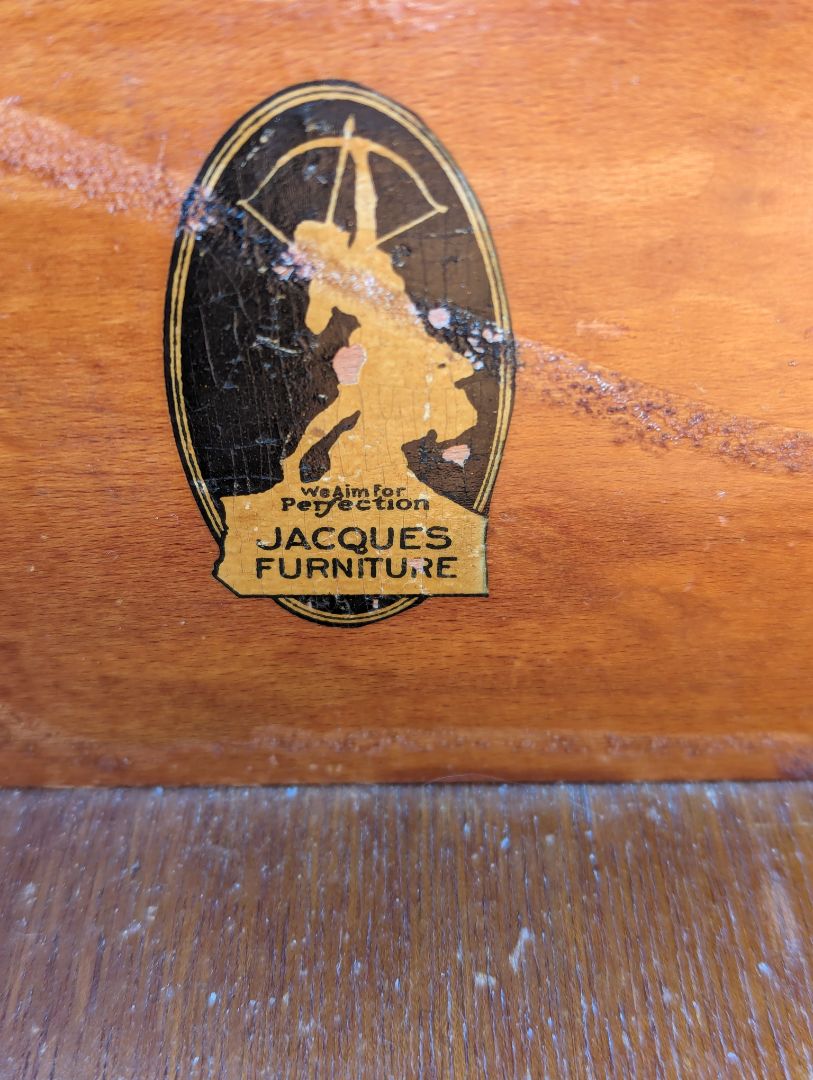 We Aim For
Perfection
JACQUES
FURNITURE